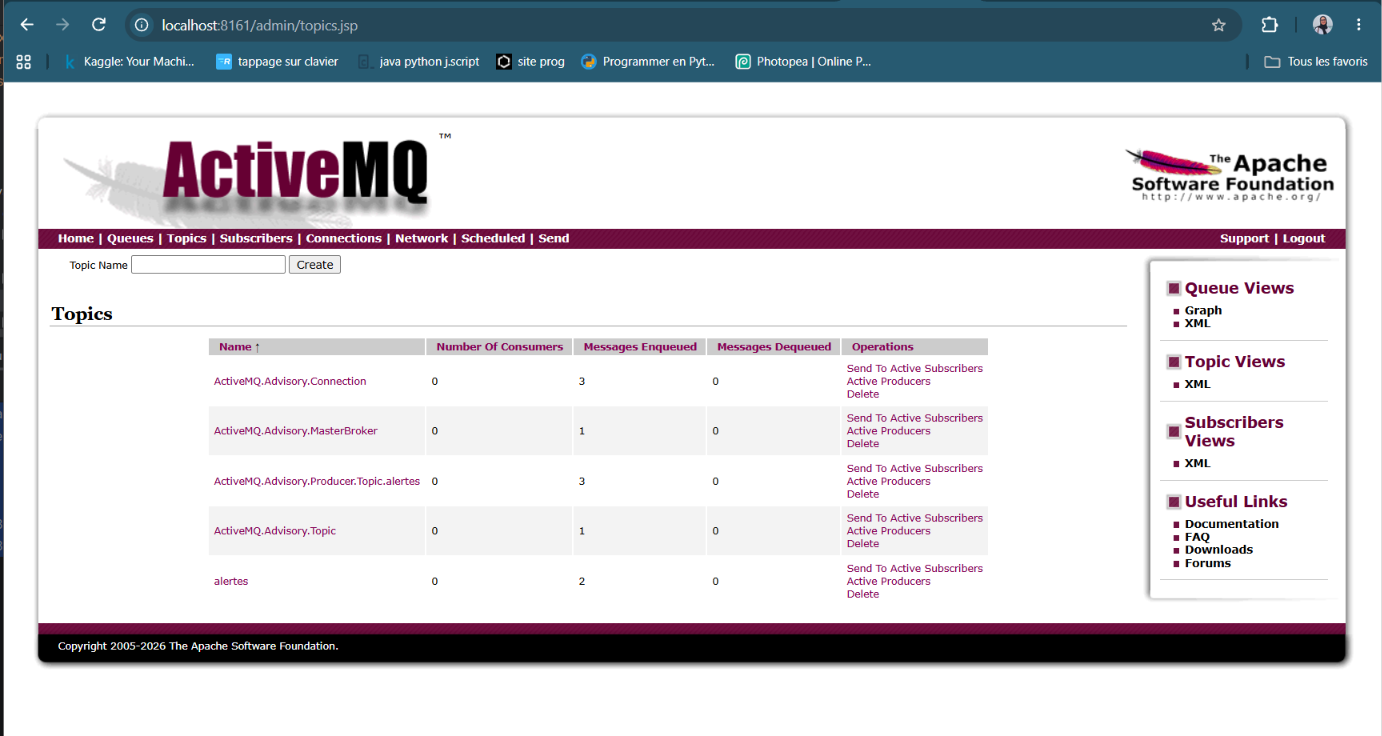 localhost:8161/admin/topics.jsp
Kaggle: Your Machi... tappage sur clavier java python j.script site prog Programmer en Pyt... Photopea | Online P... Tous les favoris
ActiveMQ™
The Apache
Software Foundation
http://www.apache.org/
Home | Queues | Topics | Subscribers | Connections | Network | Scheduled | Send
Support | Logout
Topic Name Create
Topics
Name ↑ Number Of Consumers Messages Enqueued Messages Dequeued Operations
ActiveMQ.Advisory.Connection 0 3 0 Send To Active Subscribers
Active Producers
Delete
ActiveMQ.Advisory.MasterBroker 0 1 0 Send To Active Subscribers
Active Producers
Delete
ActiveMQ.Advisory.Producer.Topic.alertes 0 3 0 Send To Active Subscribers
Active Producers
Delete
ActiveMQ.Advisory.Topic 0 1 0 Send To Active Subscribers
Active Producers
Delete
alertes 0 2 0 Send To Active Subscribers
Active Producers
Delete
Queue Views
Graph
XML
Topic Views
XML
Subscribers
Views
XML
Useful Links
Documentation
FAQ
Downloads
Forums
Copyright 2005-2026 The Apache Software Foundation.